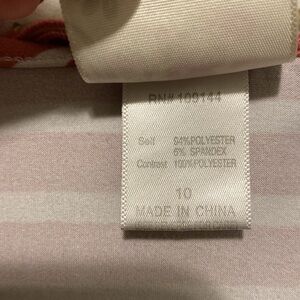 RN# 109144
Self 94%POLYESTER
6% SPANDEX
Contrast 100%POLYESTER
10
MADE IN CHINA